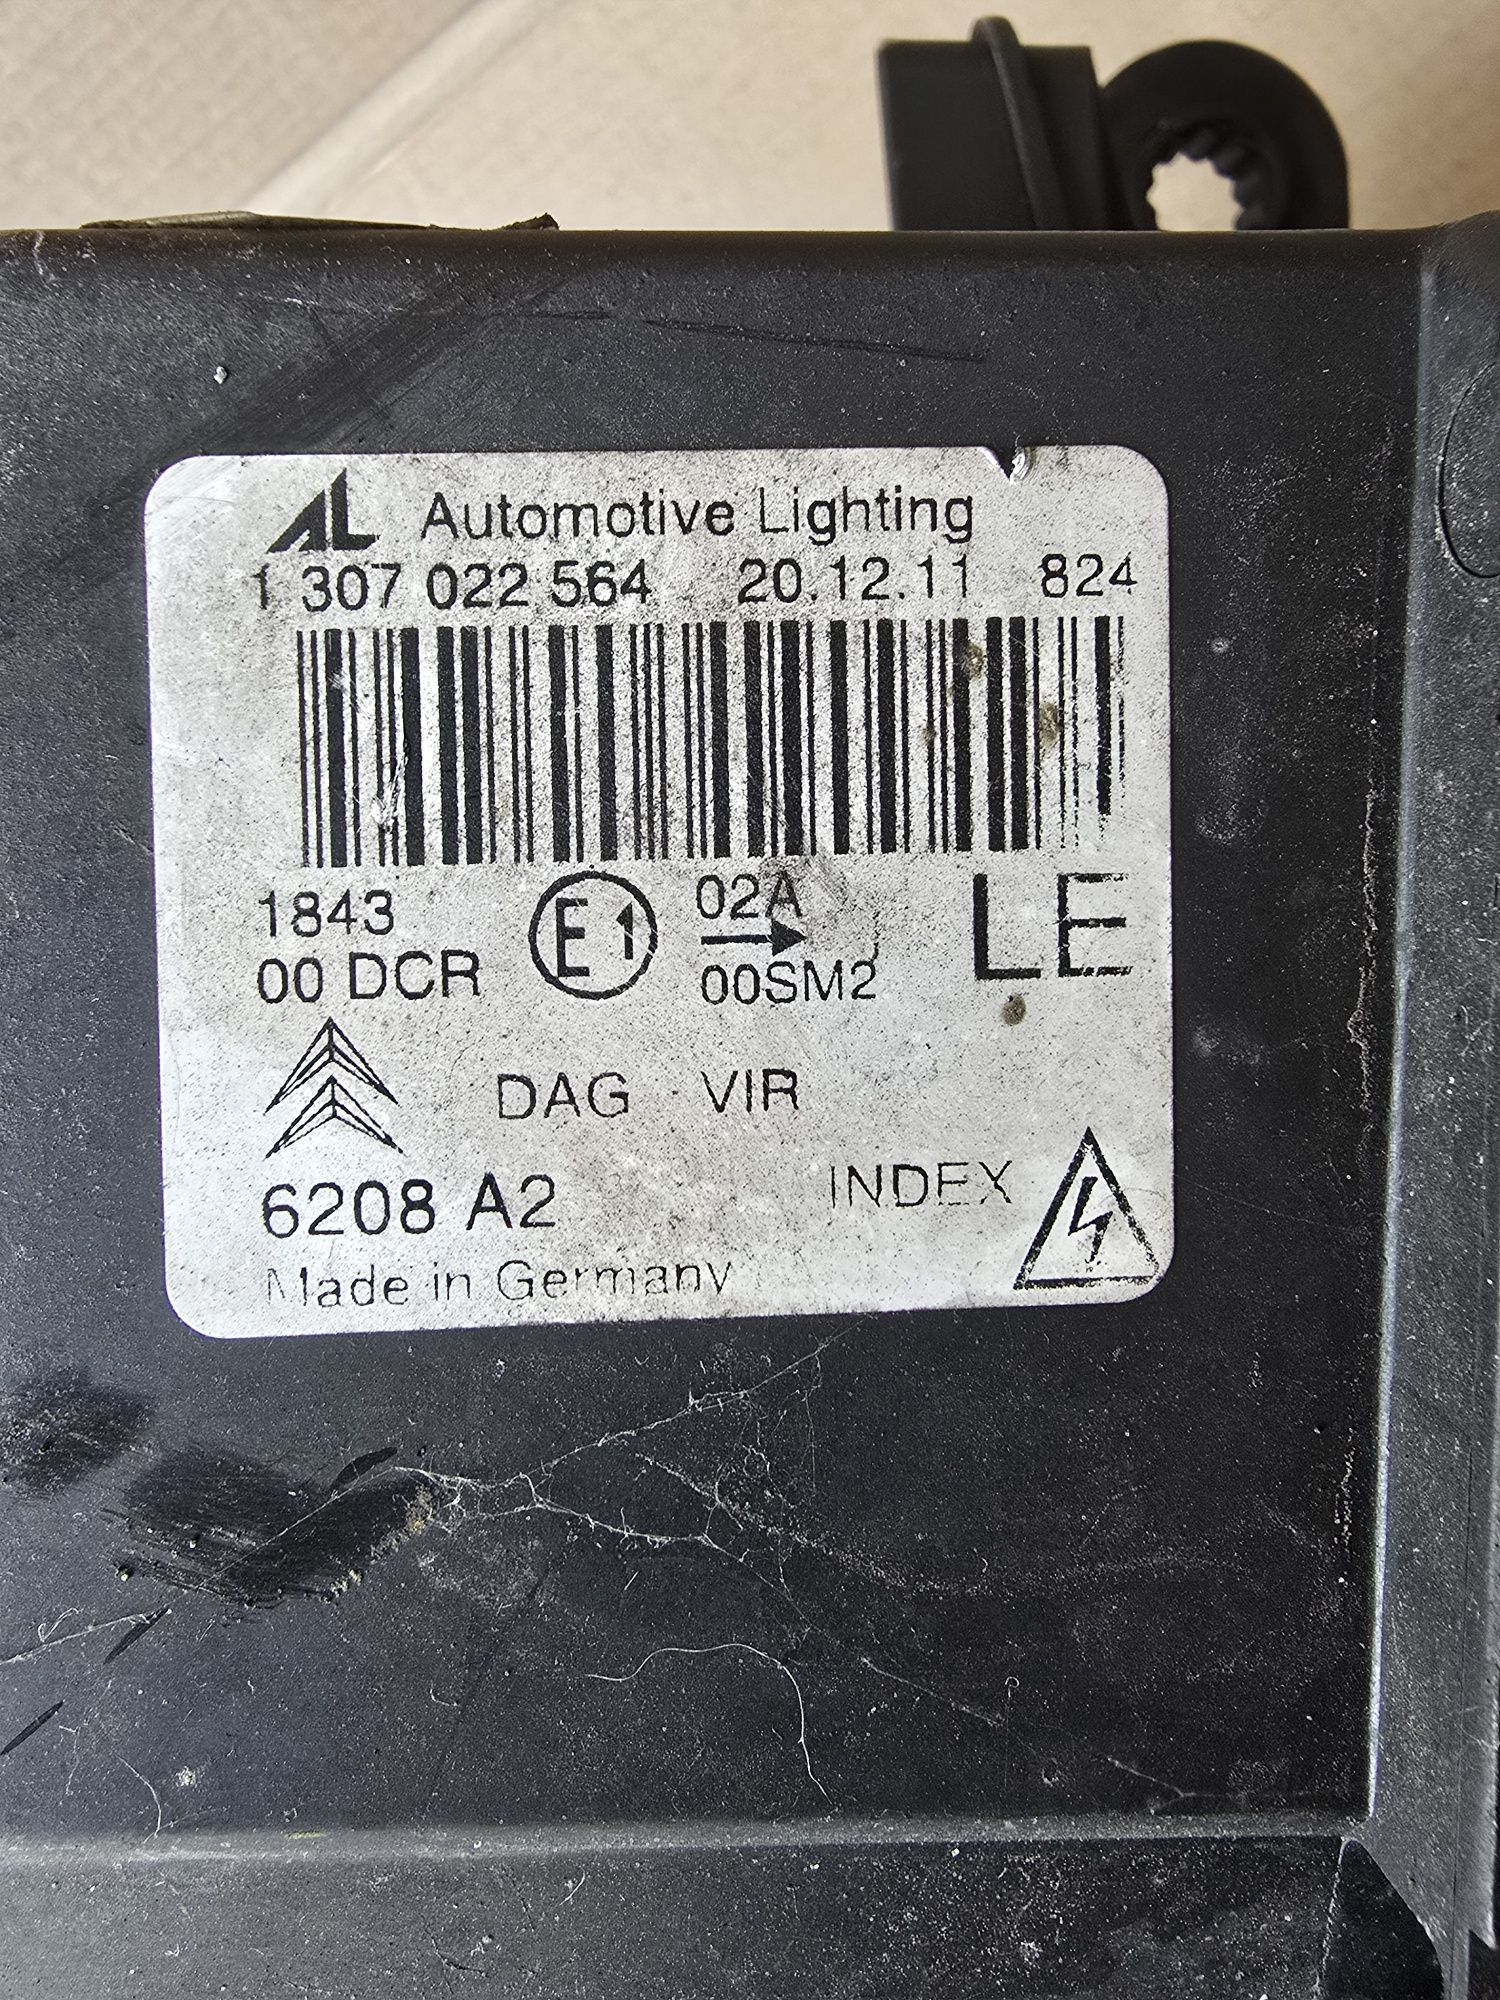 AL Automotive Lighting
1 307 022 564 20.12.11 824
1843 E1 02A LE
00 DCR 00SM2
DAG VIR
6208 A2 INDEX
Made in Germany